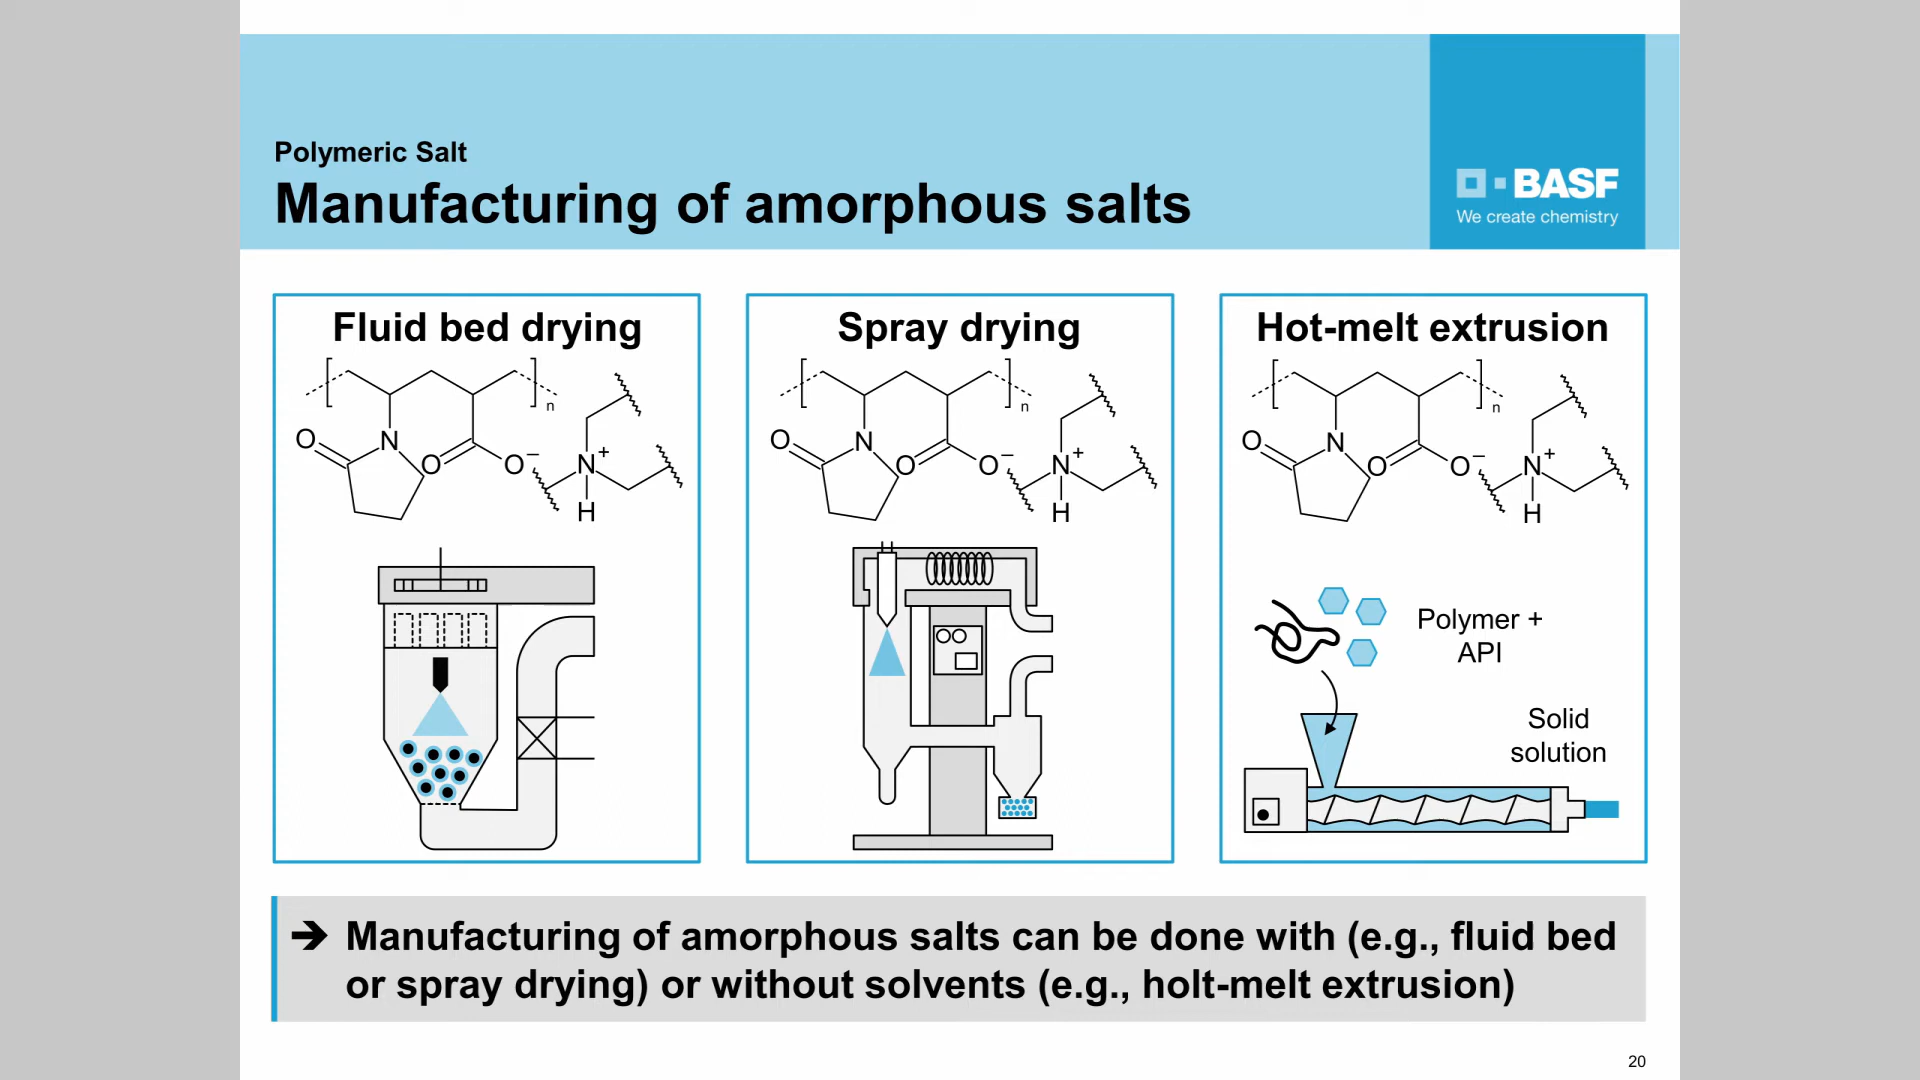 Polymeric Salt
Manufacturing of amorphous salts
BASF
We create chemistry
Fluid bed drying
n
O
N
O
O
−
N
+
H
Spray drying
n
O
N
O
O
−
N
+
H
Hot-melt extrusion
n
O
N
O
O
−
N
+
H
Polymer +
API
Solid
solution
➔ Manufacturing of amorphous salts can be done with (e.g., fluid bed
or spray drying) or without solvents (e.g., holt-melt extrusion)
20